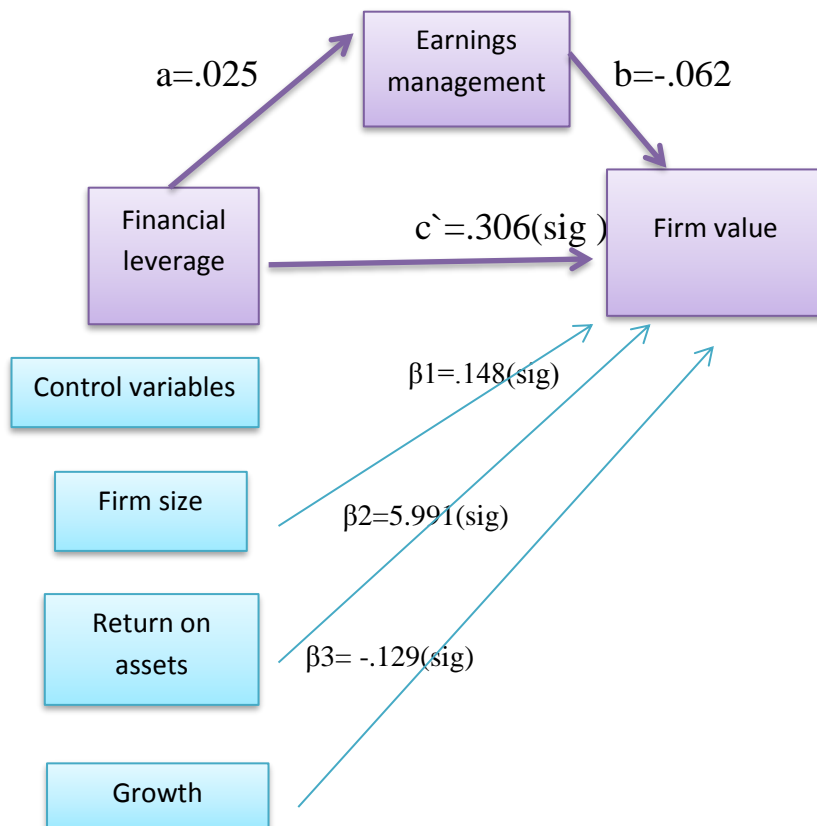 Earnings
management
a=.025
b=-.062
Financial
leverage
c`=.306(sig )
Firm value
Control variables
β1=.148(sig)
Firm size
β2=5.991(sig)
Return on
assets
β3= -.129(sig)
Growth